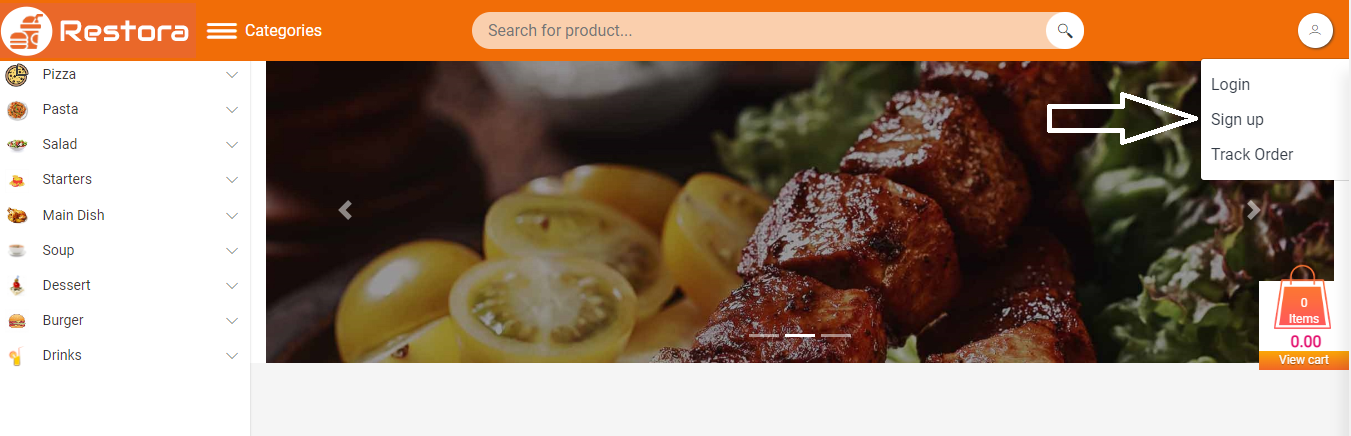 Restora
Categories
Search for product...
Login
Sign up
Track Order
Pizza
Pasta
Salad
Starters
Main Dish
Soup
Dessert
Burger
Drinks
0
Items
0.00
View cart